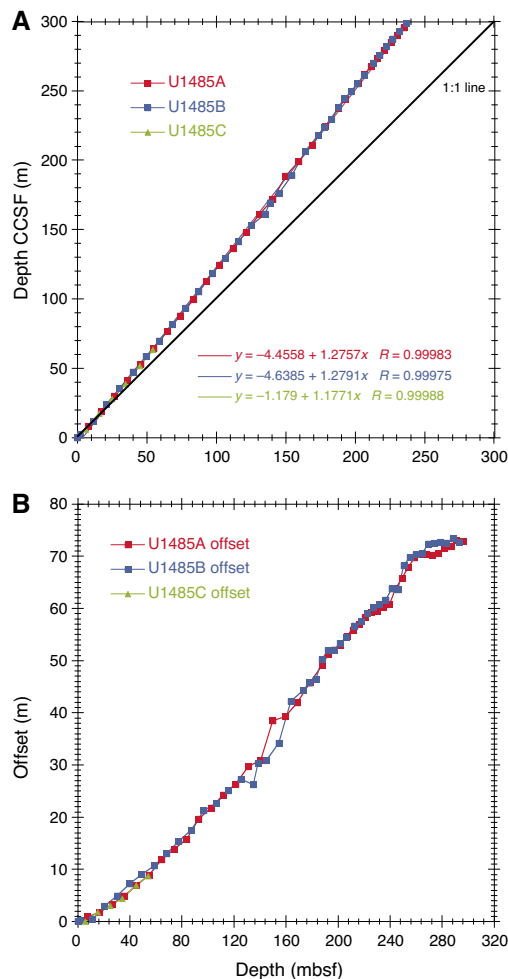 A
300
250
200
150
100
50
0
Depth CCSF (m)
U1485A
U1485B
U1485C
1:1 line
y = −4.4558 + 1.2757x R = 0.99983
y = −4.6385 + 1.2791x R = 0.99975
y = −1.179 + 1.1771x R = 0.99988
0 50 100 150 200 250 300
B
80
70
60
50
40
30
20
10
0
Offset (m)
U1485A offset
U1485B offset
U1485C offset
0 40 80 120 160 200 240 280 320
Depth (mbsf)